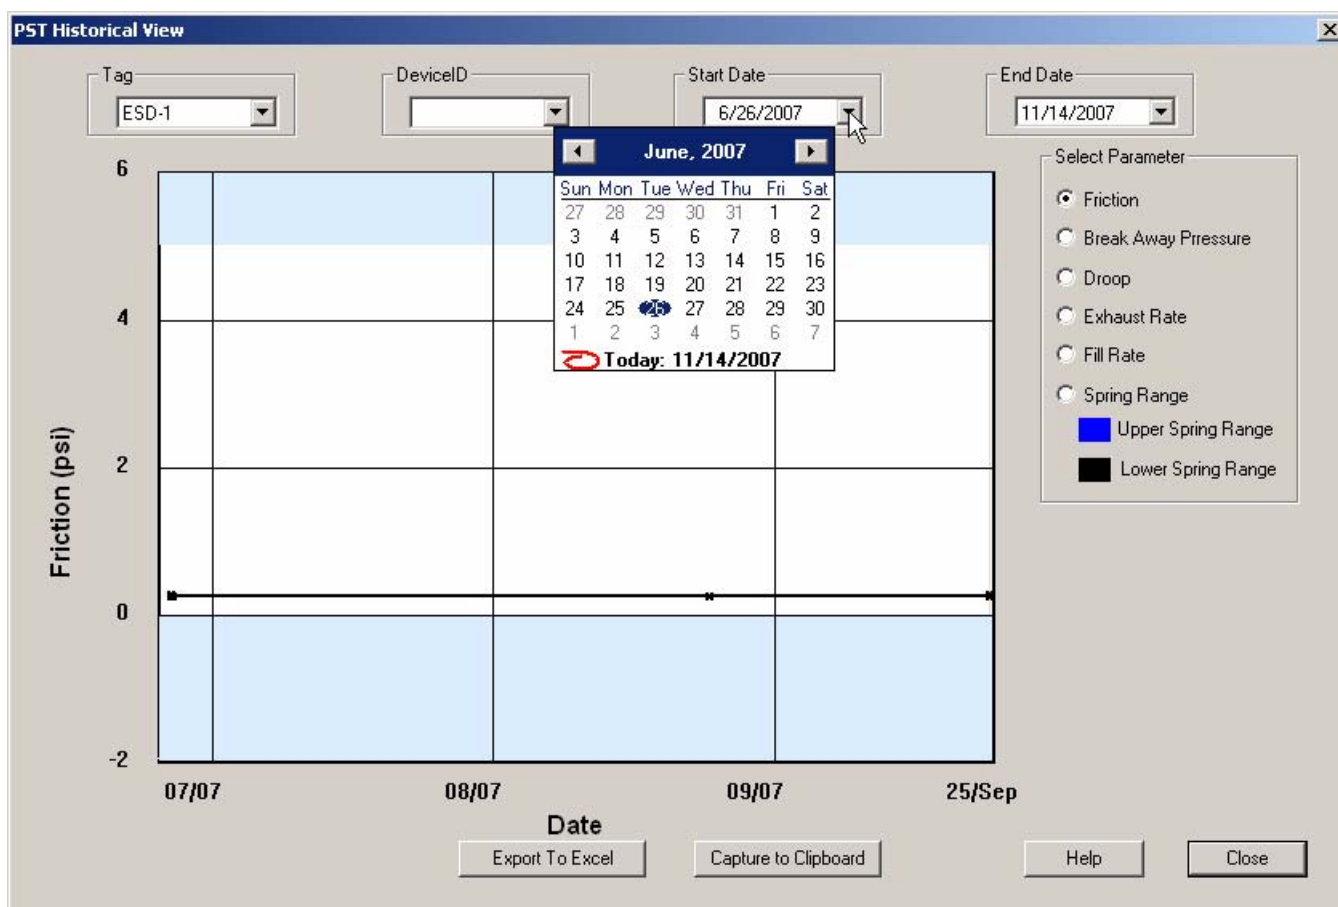 PST Historical View
Tag
DeviceID
Start Date
End Date
ESD-1
6/26/2007
11/14/2007
June, 2007
Sun Mon Tue Wed Thu Fri Sat
27 28 29 30 31 1 2
3 4 5 6 7 8 9
10 11 12 13 14 15 16
17 18 19 20 21 22 23
24 25 26 27 28 29 30
1 2 3 4 5 6 7
Today: 11/14/2007
Select Parameter
Friction
Break Away Prressure
Droop
Exhaust Rate
Fill Rate
Spring Range
Upper Spring Range
Lower Spring Range
Friction (psi)
6
4
2
0
-2
07/07 08/07 09/07 25/Sep
Date
Export To Excel
Capture to Clipboard
Help
Close